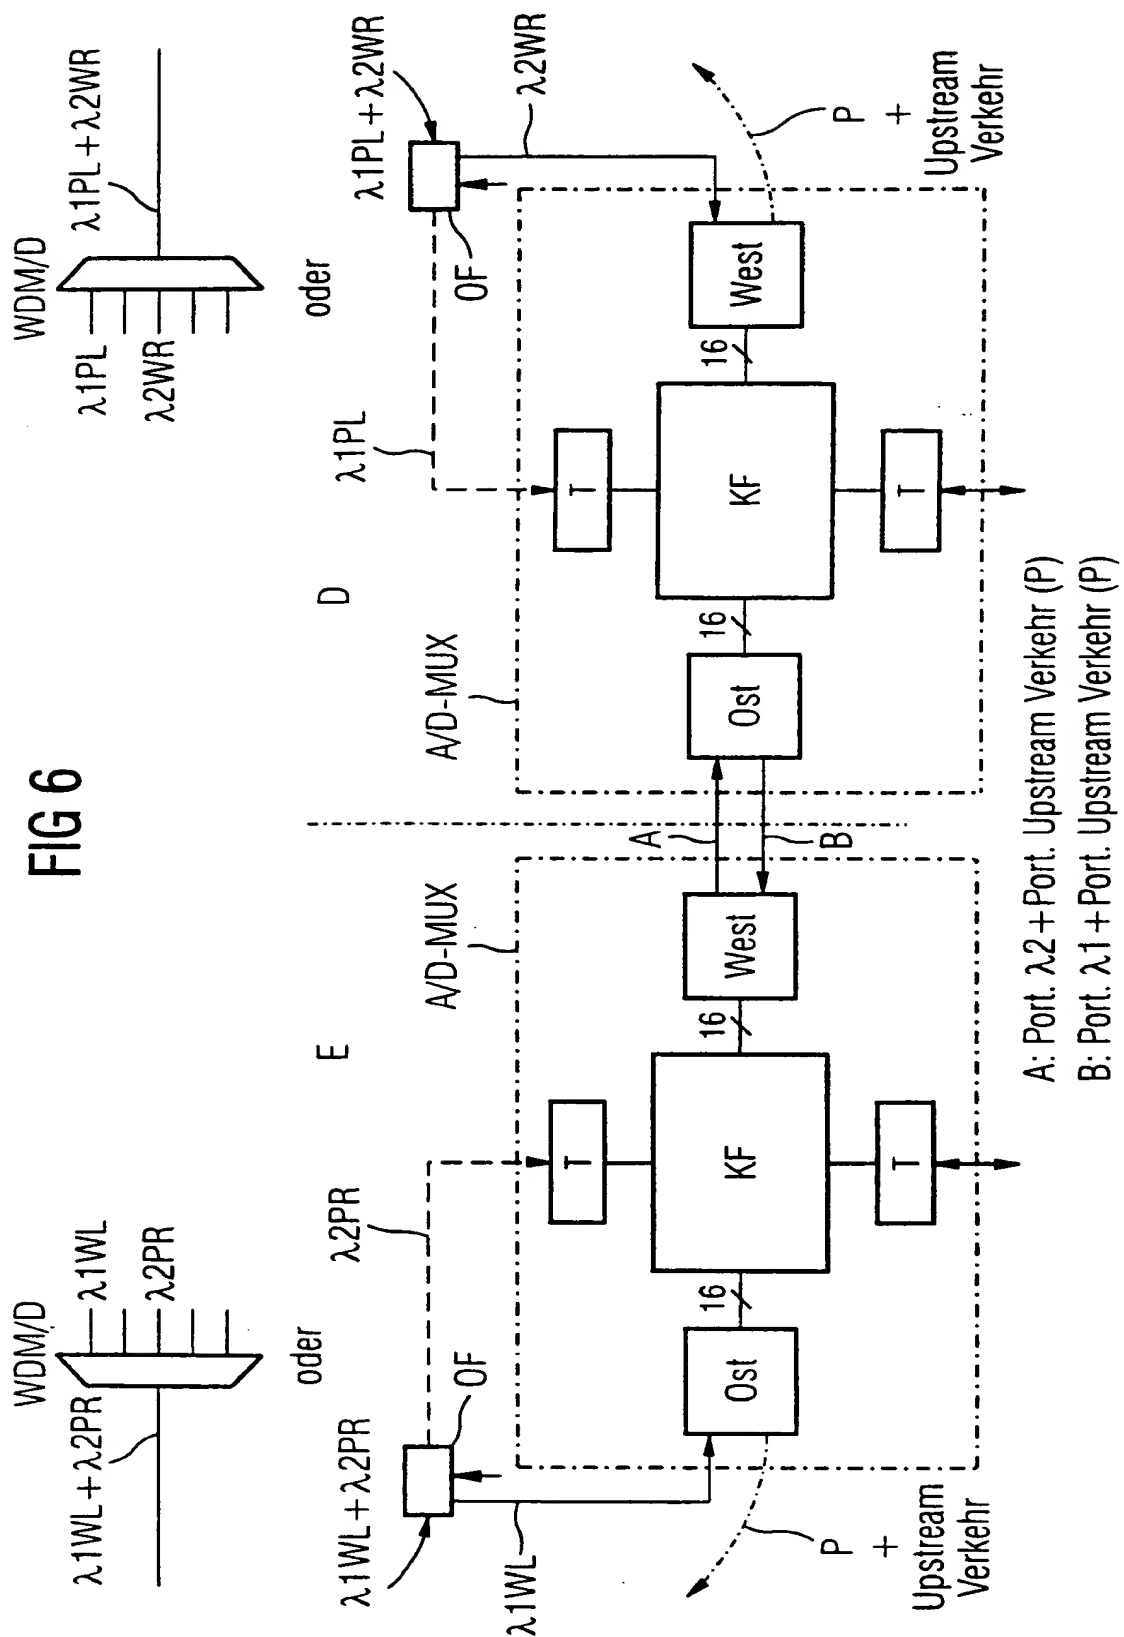 FIG 6
WDM/D
λ1WL+λ2PR
λ1WL
λ2PR
oder
WDM/D
λ1PL
λ2WR
λ1PL+λ2WR
oder
E
λ1WL+λ2PR
OF
λ2PR
λ1WL
A/D-MUX
T
Ost
16
KF
16
West
T
P
+
Upstream
Verkehr
A
B
D
A/D-MUX
λ1PL
λ1PL+λ2WR
OF
λ2WR
T
Ost
16
KF
16
West
T
P
+
Upstream
Verkehr
A: Port. λ2+Port. Upstream Verkehr (P)
B: Port. λ1+Port. Upstream Verkehr (P)